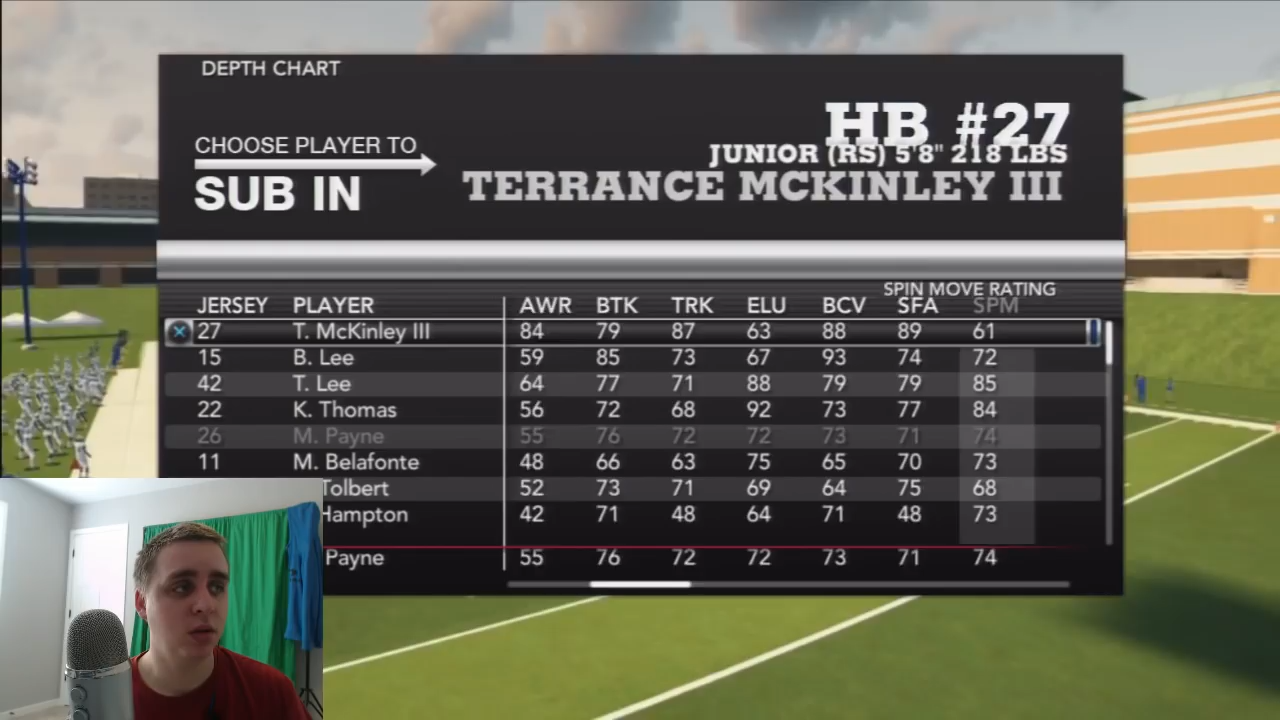 DEPTH CHART
CHOOSE PLAYER TO
SUB IN
HB #27
JUNIOR (RS) 5'8" 218 LBS
TERRANCE MCKINLEY III
SPIN MOVE RATING
JERSEY PLAYER AWR BTK TRK ELU BCV SFA SPM
27 T. McKinley III 84 79 87 63 88 89 61
15 B. Lee 59 85 73 67 93 74 72
42 T. Lee 64 77 71 88 79 79 85
22 K. Thomas 56 72 68 92 73 77 84
26 M. Payne 55 76 72 72 73 71 74
11 M. Belafonte 48 66 63 75 65 70 73
Tolbert 52 73 71 69 64 75 68
Hampton 42 71 48 64 71 48 73
Payne 55 76 72 72 73 71 74